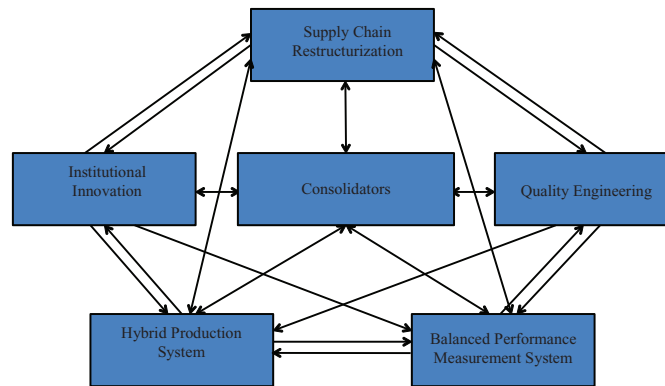 Supply Chain
Restructurization
Institutional
Innovation
Consolidators
Quality Engineering
Hybrid Production
System
Balanced Performance
Measurement System